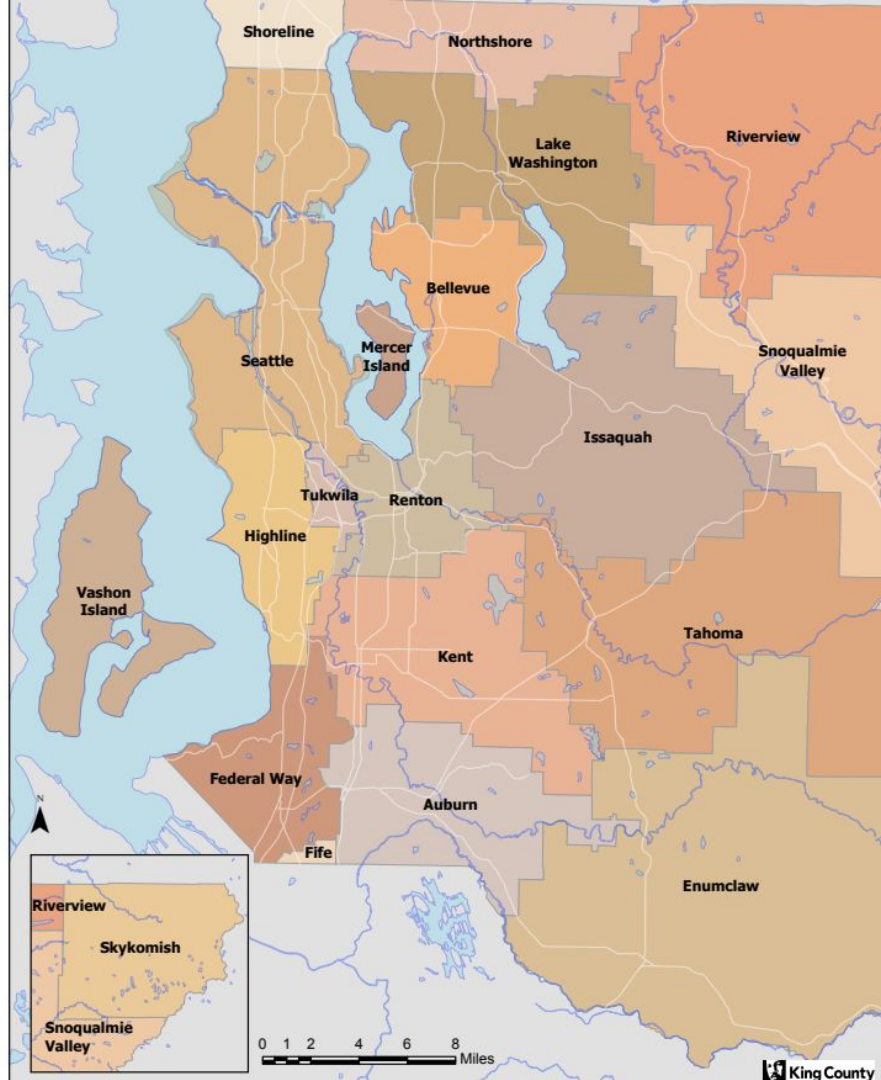 Shoreline
Northshore
Riverview
Lake
Washington
Bellevue
Mercer
Island
Seattle
Snoqualmie
Valley
Issaquah
Tukwila
Renton
Highline
Vashon
Island
Tahoma
Kent
Federal Way
Auburn
Fife
Enumclaw
N
Riverview
Skykomish
Snoqualmie
Valley
0 1 2 4 6 8
Miles
King County